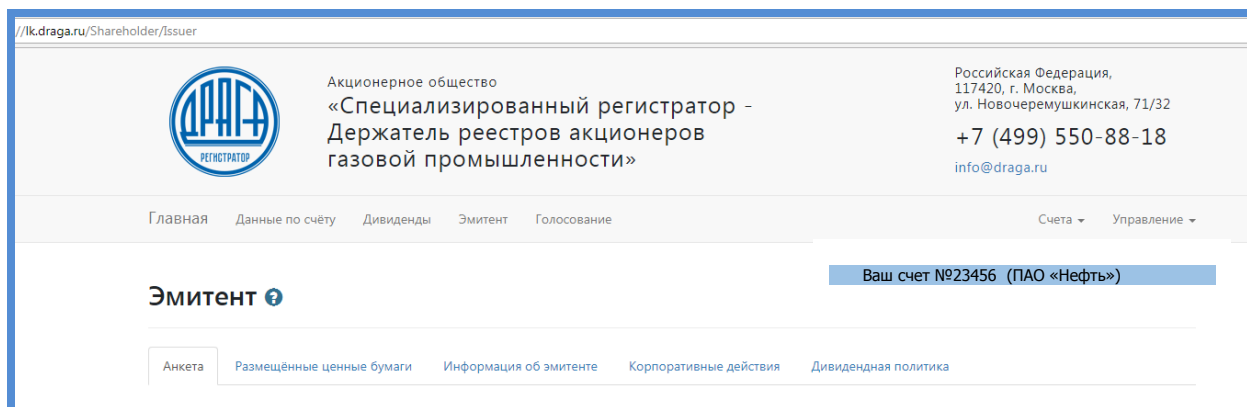 //lk.draga.ru/Shareholder/Issuer
ДРАГА
РЕГИСТРАТОР
Акционерное общество
«Специализированный регистратор -
Держатель реестров акционеров
газовой промышленности»
Российская Федерация,
117420, г. Москва,
ул. Новочеремушкинская, 71/32
+7 (499) 550-88-18
info@draga.ru
Главная Данные по счёту Дивиденды Эмитент Голосование Счета Управление
Ваш счет №23456 (ПАО «Нефть»)
Эмитент ?
Анкета Размещённые ценные бумаги Информация об эмитенте Корпоративные действия Дивидендная политика